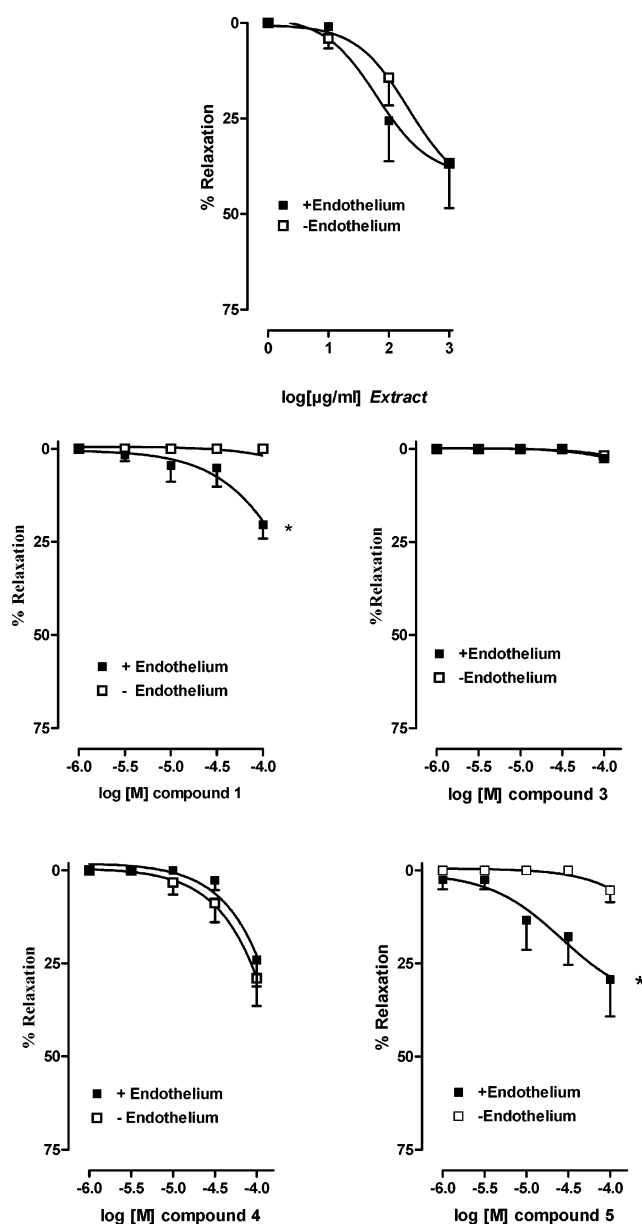 0
25
50
75
% Relaxation
+Endothelium
-Endothelium
0 1 2 3
log[µg/ml] Extract
0
25
50
75
% Relaxation
+ Endothelium
- Endothelium
-6.0 -5.5 -5.0 -4.5 -4.0
log [M] compound 1
*
0
25
50
75
%Relaxation
+Endothelium
-Endothelium
-6.0 -5.5 -5.0 -4.5 -4.0
log [M] compound 3
0
25
50
75
% Relaxation
+ Endothelium
- Endothelium
-6.0 -5.5 -5.0 -4.5 -4.0
log [M] compound 4
0
25
50
75
% Relaxation
+Endothelium
-Endothelium
-6.0 -5.5 -5.0 -4.5 -4.0
log [M] compound 5
*